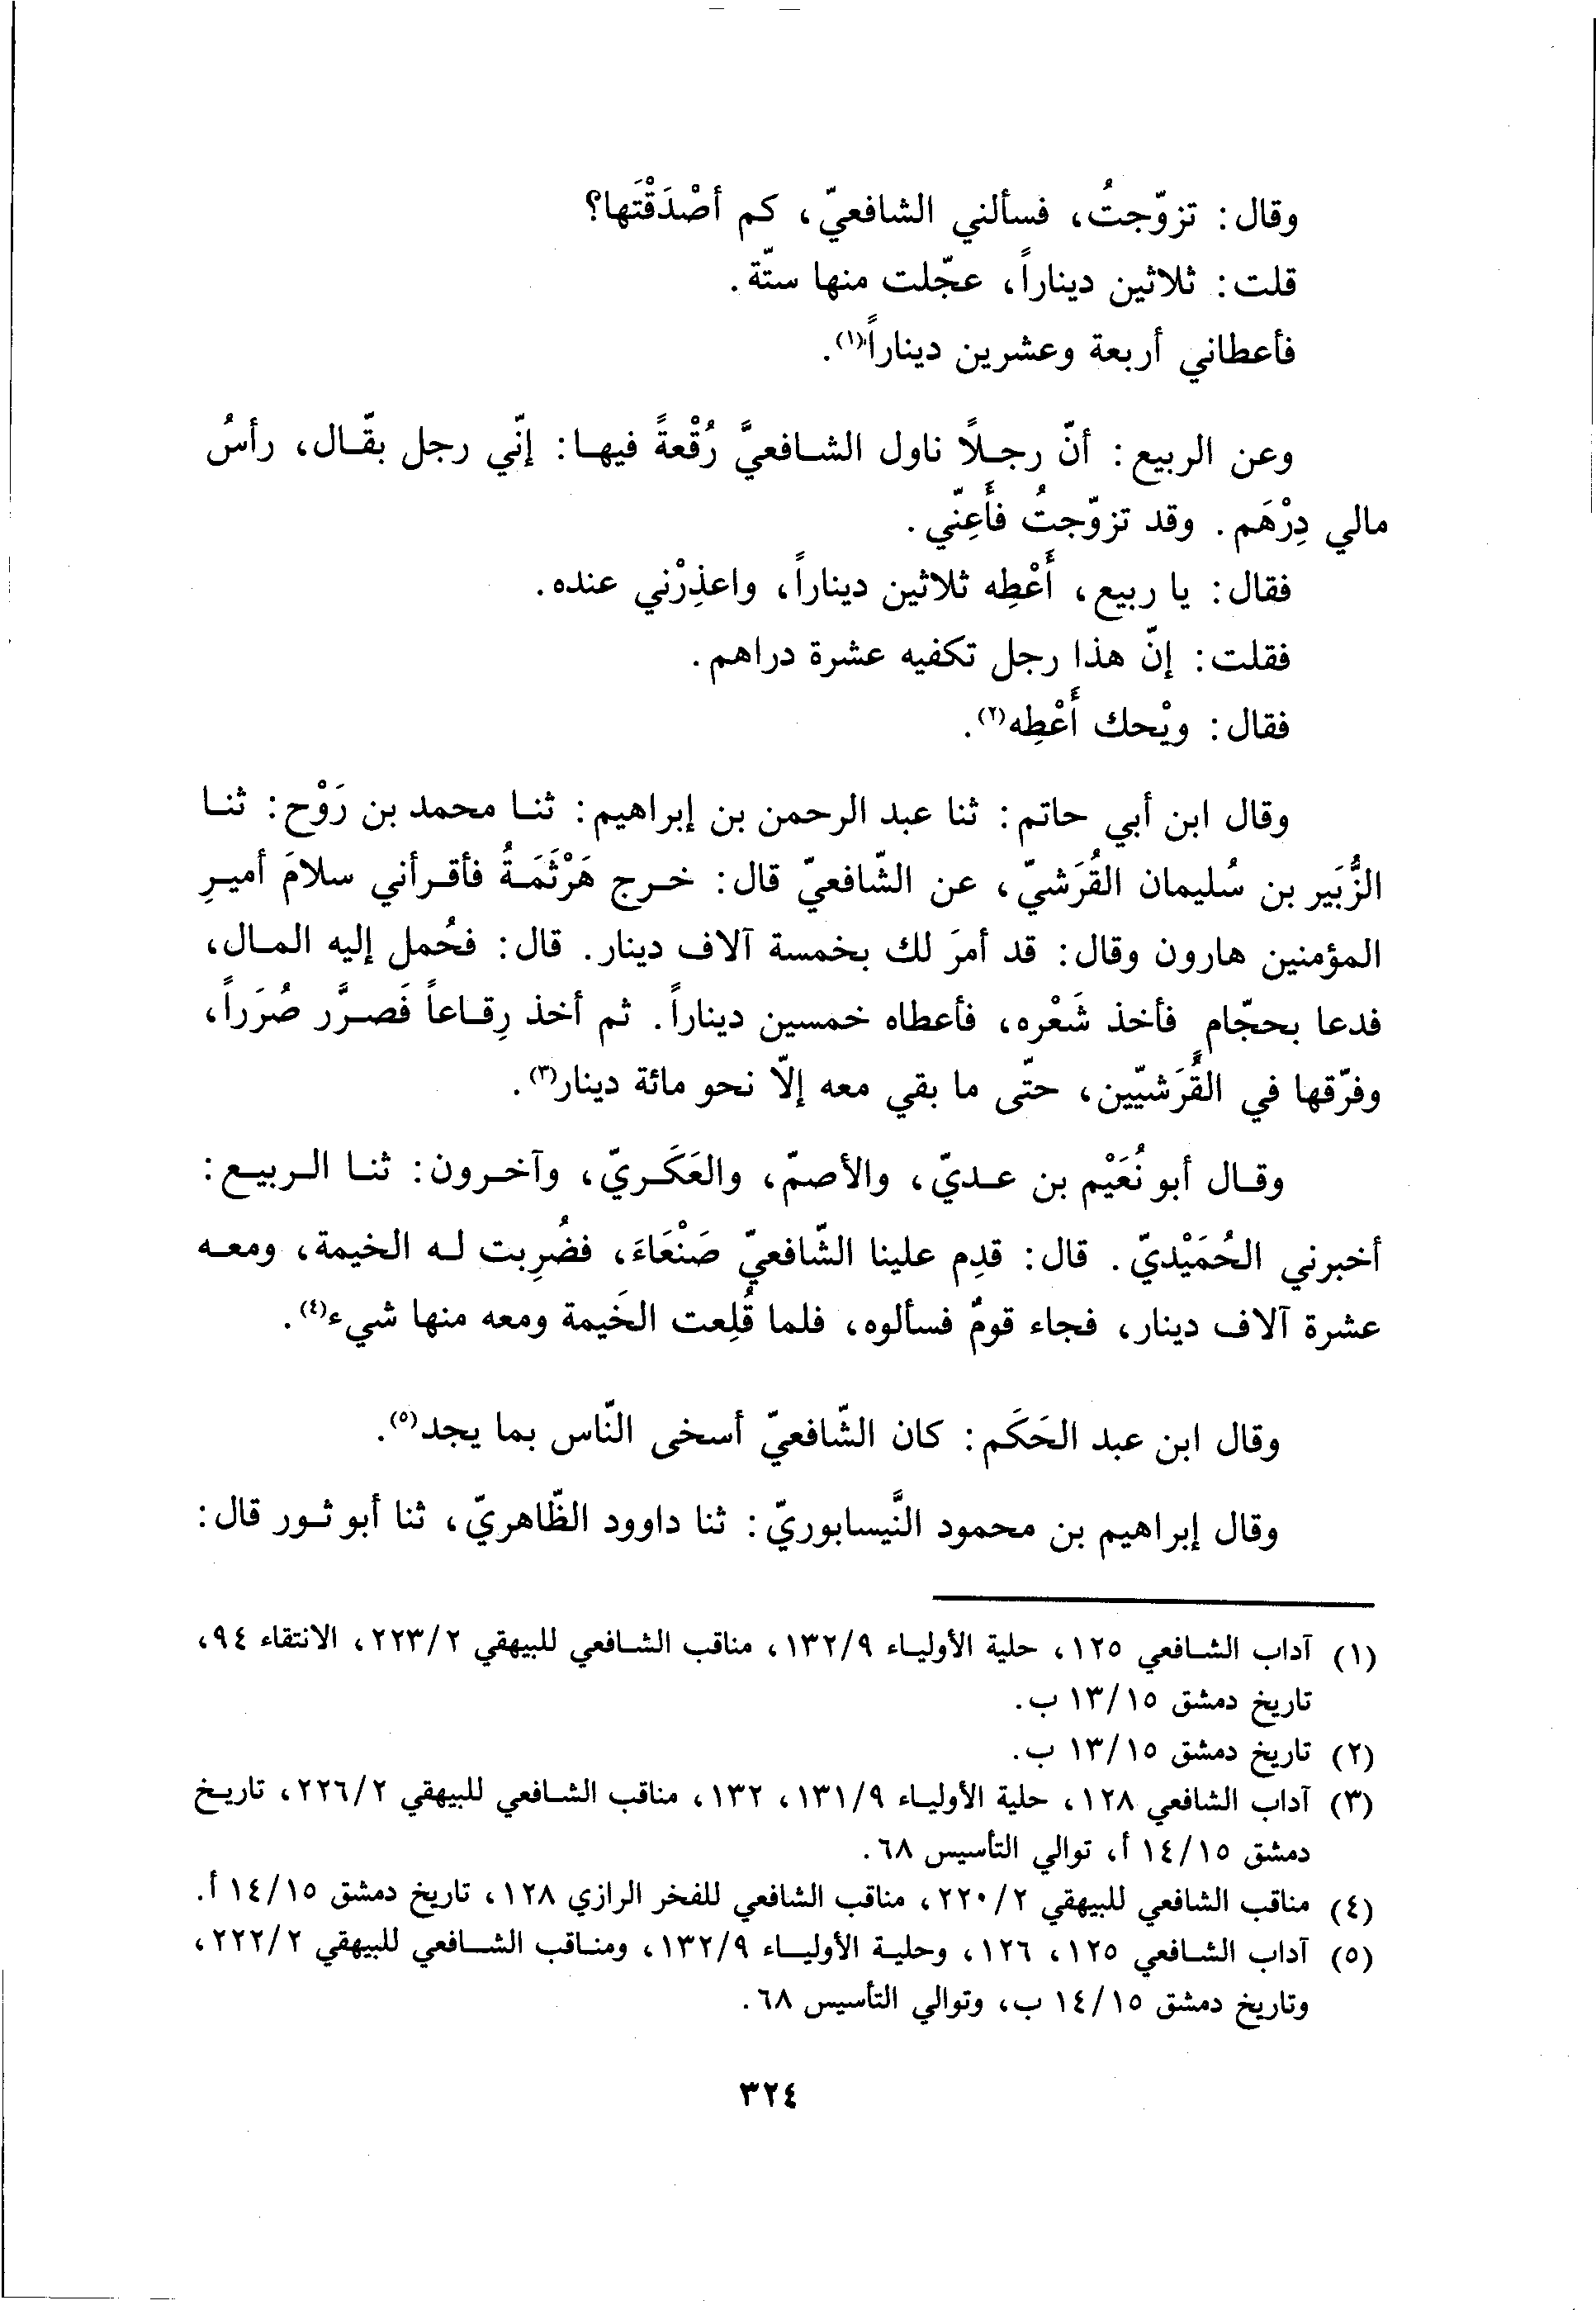 وقال: تزوّجتُ، فسألني الشافعيّ، كم أصْدَقْتَها؟
قلت: ثلاثين ديناراً، عجّلت منها ستّة.
فأعطاني أربعة وعشرين ديناراً(١).
وعن الربيع: أنّ رجلاً ناول الشافعيَّ رُقْعةً فيها: إنّي رجل بقّال، رأسُ
مالي دِرْهَم. وقد تزوّجتُ فأَعِنّي.
فقال: يا ربيع، أَعْطِه ثلاثين ديناراً، واعذِرْني عنده.
فقلت: إنّ هذا رجل تكفيه عشرة دراهم.
فقال: ويْحك أَعْطِه(٢).
وقال ابن أبي حاتم: ثنا عبد الرحمن بن إبراهيم: ثنا محمد بن رَوْح: ثنا
الزُّبَير بن سُليمان القُرَشيّ، عن الشّافعيّ قال: خرج هَرْثَمَةُ فأقرأني سلامَ أميرِ
المؤمنين هارون وقال: قد أمرَ لك بخمسة آلاف دينار. قال: فحُمل إليه المال،
فدعا بحجّام فأخذ شَعْره، فأعطاه خمسين ديناراً. ثم أخذ رِقاعاً فَصرَّر صُرَراً،
وفرّقها في القُرَشيّين، حتّى ما بقي معه إلاّ نحو مائة دينار(٣).
وقال أبو نُعَيْم بن عديّ، والأصمّ، والعَكَريّ، وآخرون: ثنا الربيع:
أخبرني الحُمَيْديّ. قال: قدِم علينا الشّافعيّ صَنْعَاءَ، فضُرِبت له الخيمة، ومعه
عشرة آلاف دينار، فجاء قومٌ فسألوه، فلما قُلِعت الخَيمة ومعه منها شيء(٤).
وقال ابن عبد الحَكَم: كان الشّافعيّ أسخى النّاس بما يجد(٥).
وقال إبراهيم بن محمود النَّيسابوريّ: ثنا داوود الظّاهريّ، ثنا أبو ثور قال:
(١) آداب الشافعي ١٢٥، حلية الأولياء ١٣٢/٩، مناقب الشافعي للبيهقي ٢٢٣/٢، الانتقاء ٩٤،
تاريخ دمشق ١٣/١٥ ب.
(٢) تاريخ دمشق ١٣/١٥ ب.
(٣) آداب الشافعي ١٢٨، حلية الأولياء ١٣١/٩، ١٣٢، مناقب الشافعي للبيهقي ٢٢٦/٢، تاريخ
دمشق ١٤/١٥ أ، توالي التأسيس ٦٨.
(٤) مناقب الشافعي للبيهقي ٢٢٠/٢، مناقب الشافعي للفخر الرازي ١٢٨، تاريخ دمشق ١٤/١٥ أ.
(٥) آداب الشافعي ١٢٥، ١٢٦، وحلية الأولياء ١٣٢/٩، ومناقب الشافعي للبيهقي ٢٢٢/٢،
وتاريخ دمشق ١٤/١٥ ب، وتوالي التأسيس ٦٨.
٣٢٤